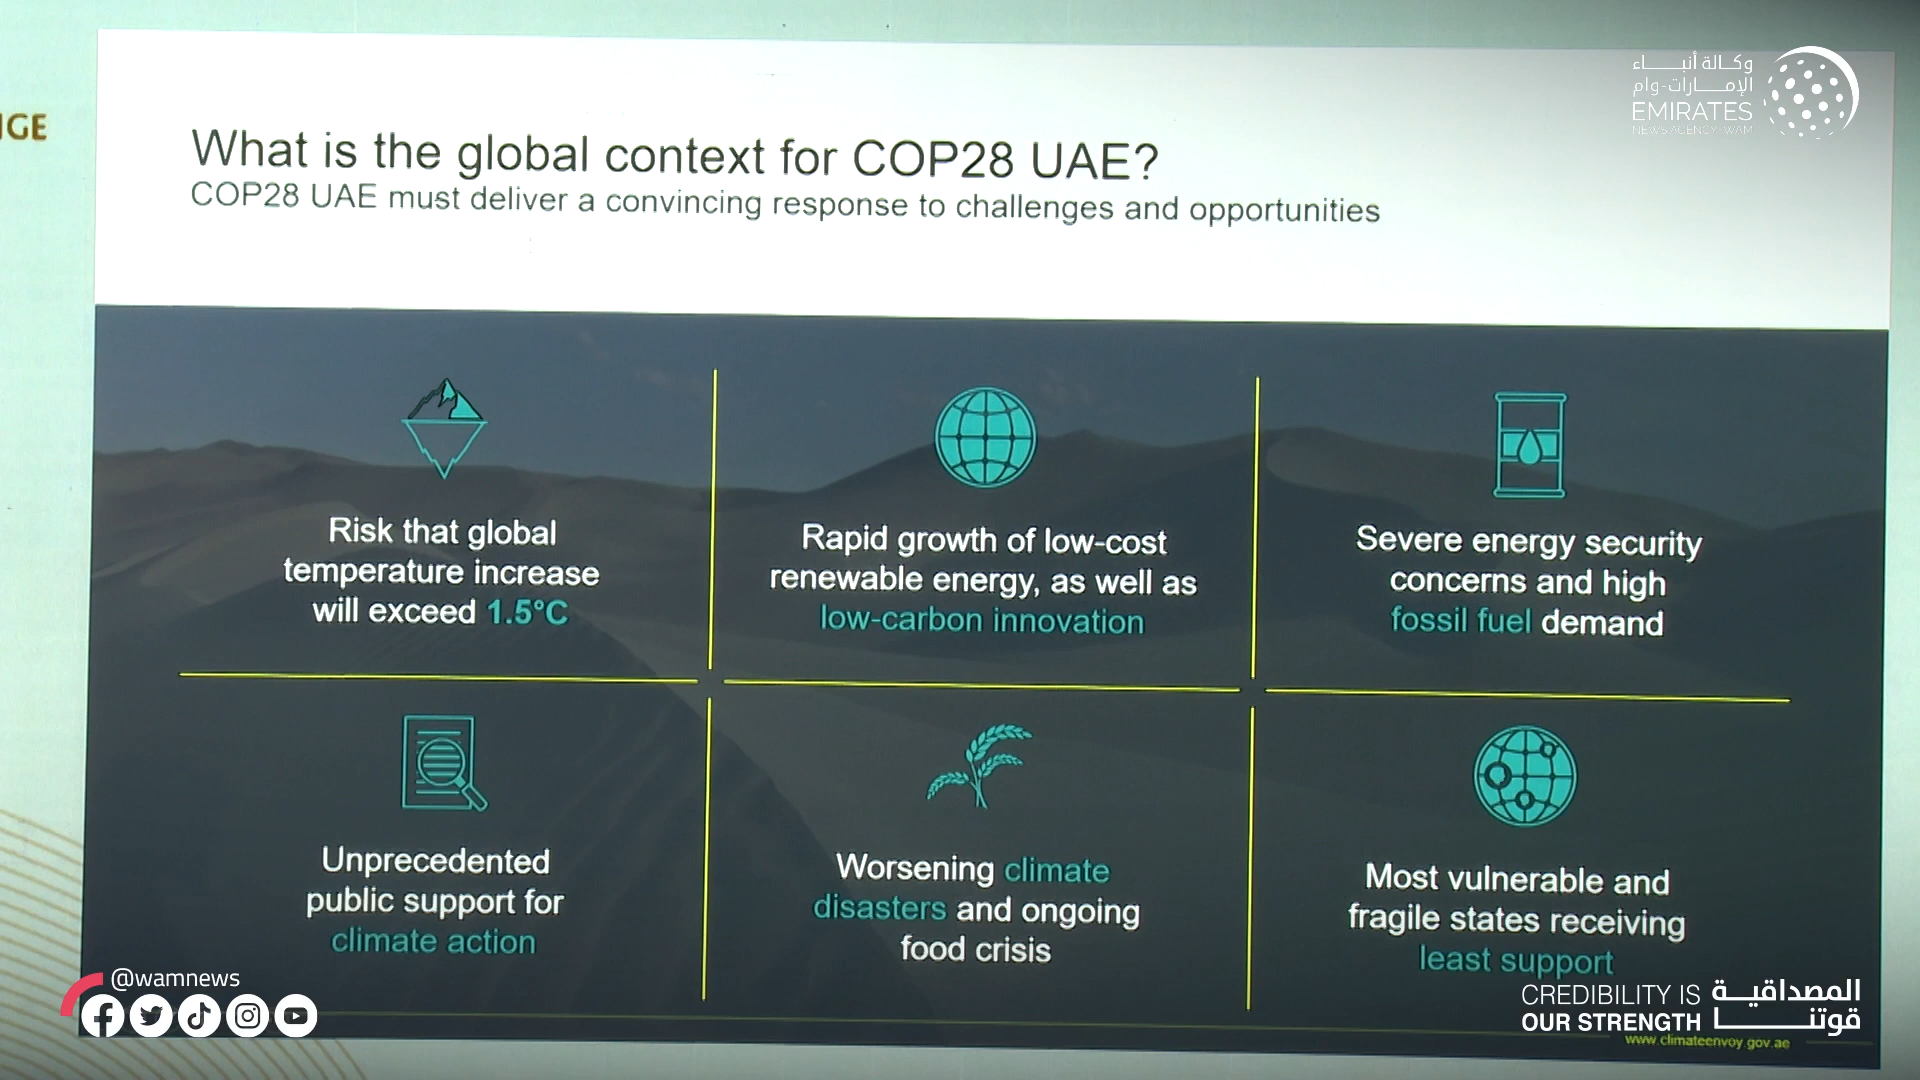 NGE
وكالة أنباء
الإمارات-وام
EMIRATES
NEWS AGENCY-WAM
What is the global context for COP28 UAE?
COP28 UAE must deliver a convincing response to challenges and opportunities
Risk that global
temperature increase
will exceed 1.5°C
Rapid growth of low-cost
renewable energy, as well as
low-carbon innovation
Severe energy security
concerns and high
fossil fuel demand
Unprecedented
public support for
climate action
Worsening climate
disasters and ongoing
food crisis
Most vulnerable and
fragile states receiving
least support
@wamnews
CREDIBILITY IS
OUR STRENGTH
المصداقية
قوتنا
www.climateenvoy.gov.ae